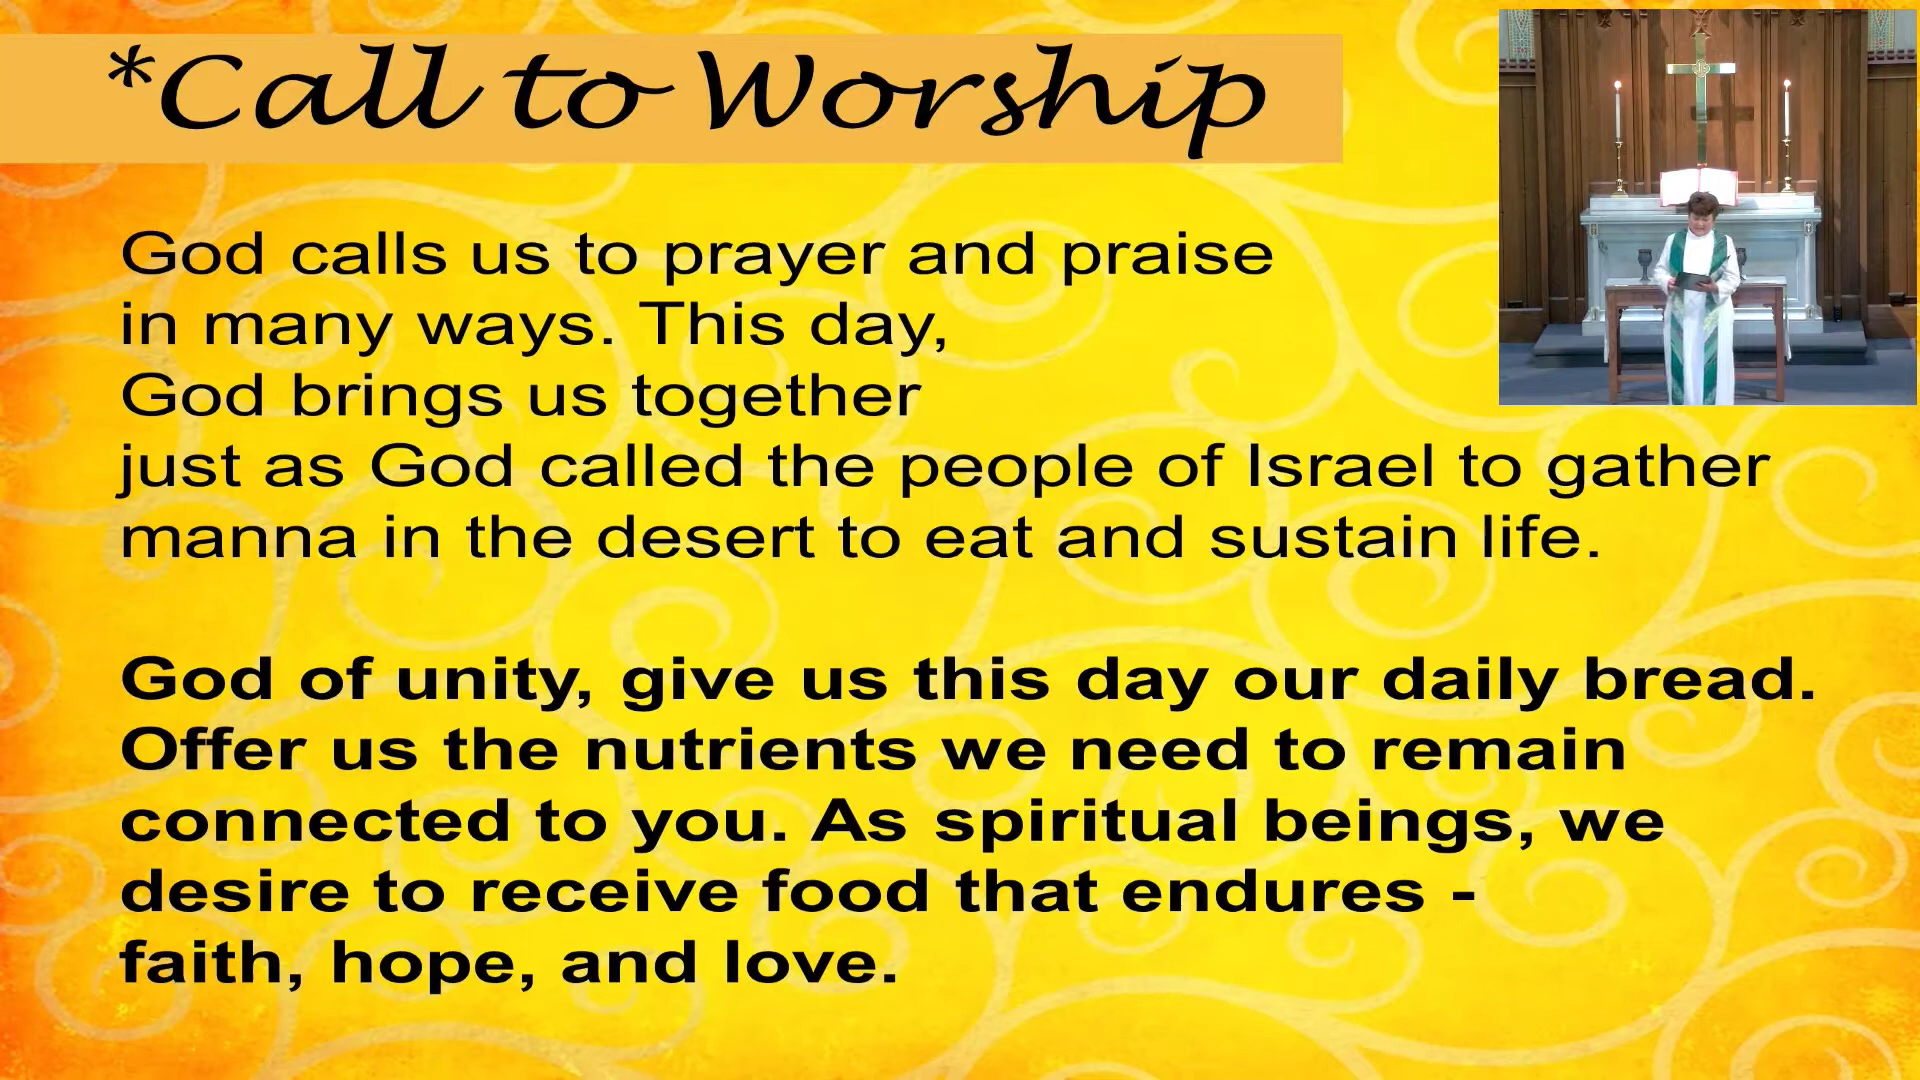 *Call to Worship
God calls us to prayer and praise
in many ways. This day,
God brings us together
just as God called the people of Israel to gather
manna in the desert to eat and sustain life.
God of unity, give us this day our daily bread.
Offer us the nutrients we need to remain
connected to you. As spiritual beings, we
desire to receive food that endures -
faith, hope, and love.